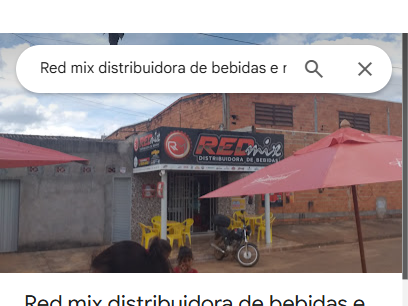 Red mix distribuidora de bebidas e r
RED mix
DISTRIBUIDORA DE BEBIDAS
Red mix distribuidora de bebidas e